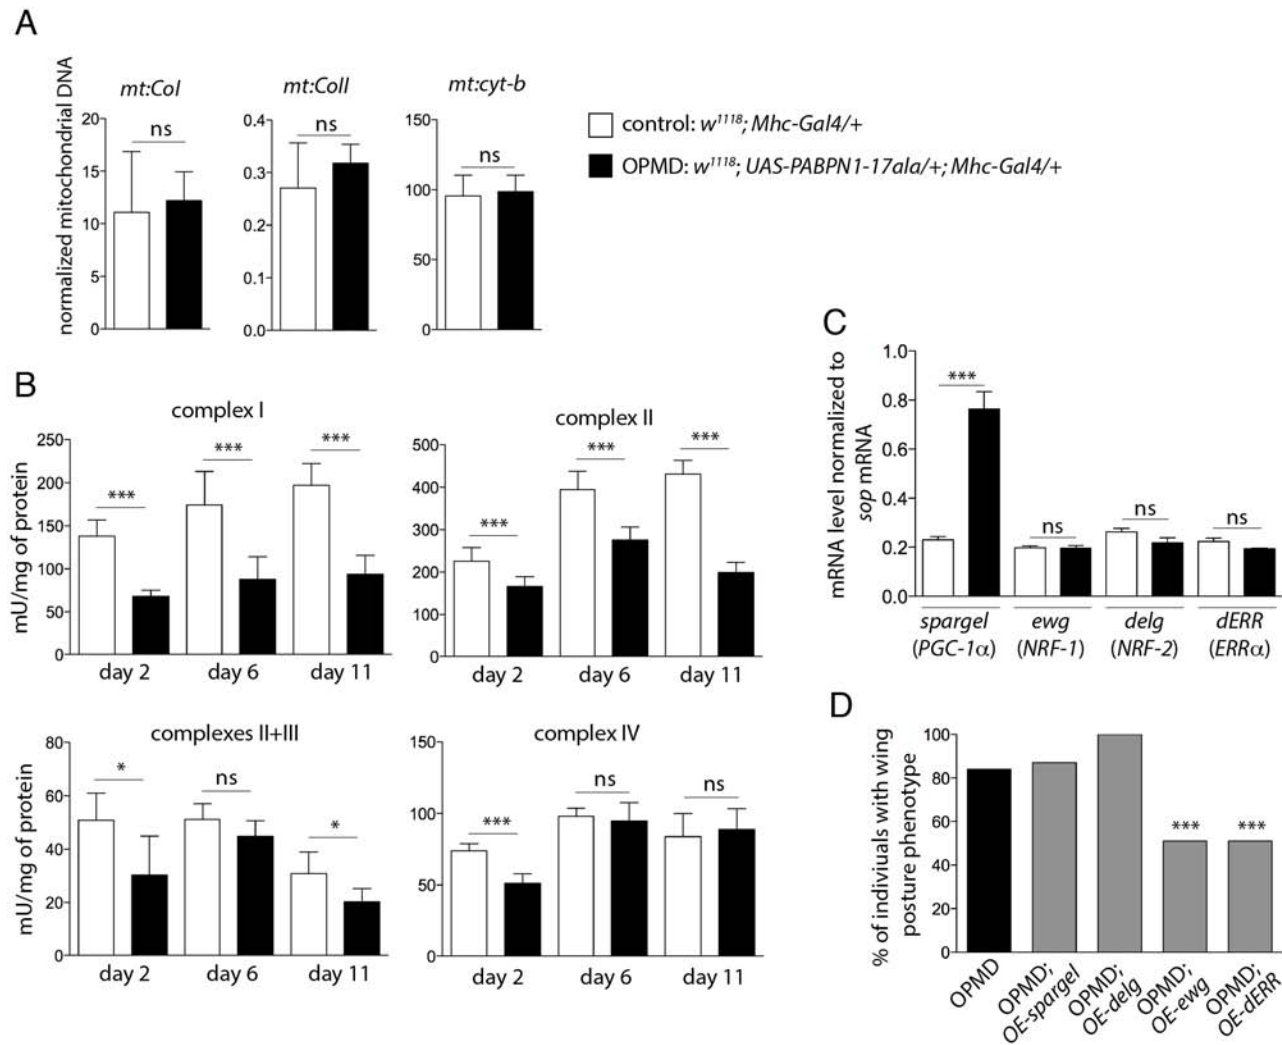 A
normalized mitochondrial DNA
mt:CoI
20
15
10
5
0
ns
mt:CoII
0.4
0.3
0.2
0.1
0.0
ns
mt:cyt-b
150
100
50
0
ns
control: w1118; Mhc-Gal4/+
OPMD: w1118; UAS-PABPN1-17ala/+; Mhc-Gal4/+
B
mU/mg of protein
complex I
250
200
150
100
50
0
***
***
***
day 2
day 6
day 11
complex II
500
400
300
200
100
0
***
***
***
day 2
day 6
day 11
mU/mg of protein
complexes II+III
80
60
40
20
0
*
ns
*
day 2
day 6
day 11
complex IV
150
100
50
0
***
ns
ns
day 2
day 6
day 11
C
mRNA level normalized to
sop mRNA
1.0
0.8
0.6
0.4
0.2
0.0
***
ns
ns
ns
spargel
(PGC-1α)
ewg
(NRF-1)
delg
(NRF-2)
dERR
(ERRα)
D
% of indiviuals with wing
posture phenotype
100
80
60
40
20
0
***
***
OPMD
OPMD;
OE-spargel
OPMD;
OE-delg
OPMD;
OE-ewg
OPMD;
OE-dERR